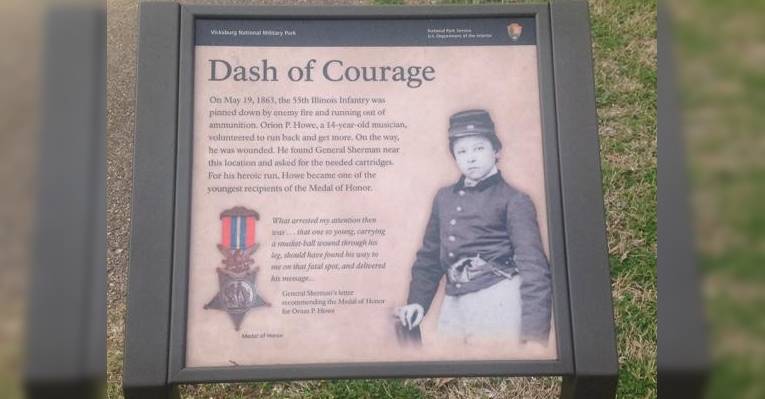 Vicksburg National Military Park
National Park Service
U.S. Department of the Interior
Dash of Courage
On May 19, 1863, the 55th Illinois Infantry was
pinned down by enemy fire and running out of
ammunition. Orion P. Howe, a 14-year-old musician,
volunteered to run back and get more. On the way,
he was wounded. He found General Sherman near
this location and asked for the needed cartridges.
For his heroic run, Howe became one of the
youngest recipients of the Medal of Honor.
What arrested my attention then
was . . . that one so young, carrying
a musket-ball wound through his
leg, should have found his way to
me on that fatal spot, and delivered
his message...
General Sherman's letter
recommending the Medal of Honor
for Orion P. Howe
Medal of Honor